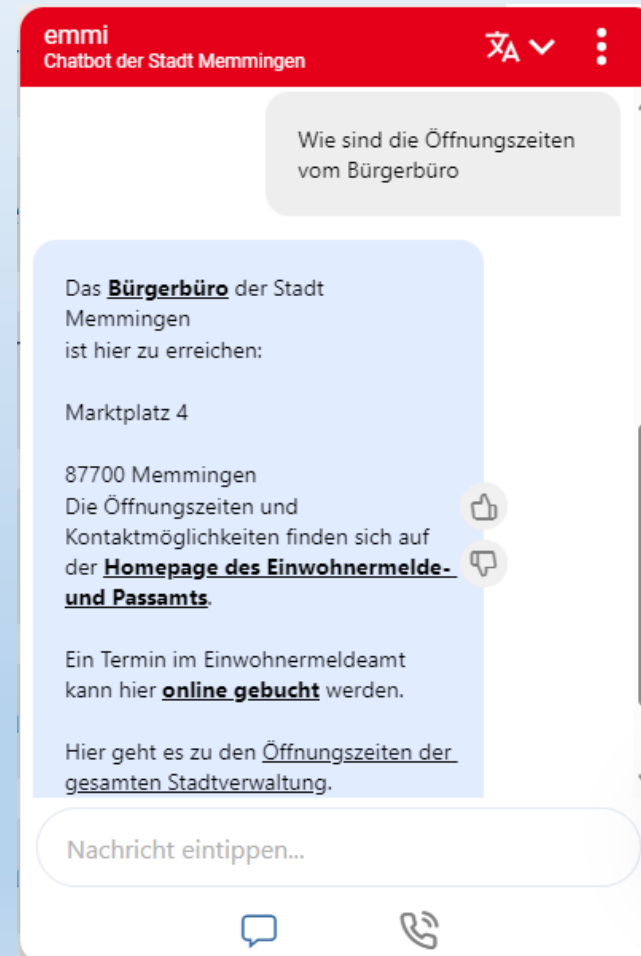 emmi
Chatbot der Stadt Memmingen
Wie sind die Öffnungszeiten
vom Bürgerbüro
Das Bürgerbüro der Stadt
Memmingen
ist hier zu erreichen:
Marktplatz 4
87700 Memmingen
Die Öffnungszeiten und
Kontaktmöglichkeiten finden sich auf
der Homepage des Einwohnermelde-
und Passamts.
Ein Termin im Einwohnermeldeamt
kann hier online gebucht werden.
Hier geht es zu den Öffnungszeiten der
gesamten Stadtverwaltung.
Nachricht eintippen...